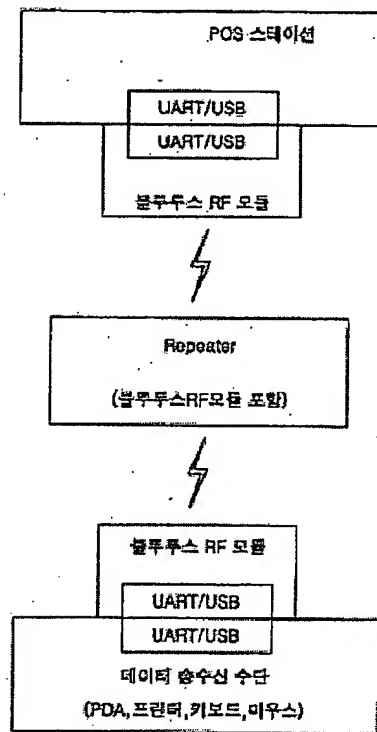 POS 스테이션
UART/USB
UART/USB
블루투스 RF 모듈
Repeater
(블루투스RF모듈 포함)
블루투스 RF 모듈
UART/USB
UART/USB
데이터 송수신 수단
(PDA,프린터,키보드,마우스)